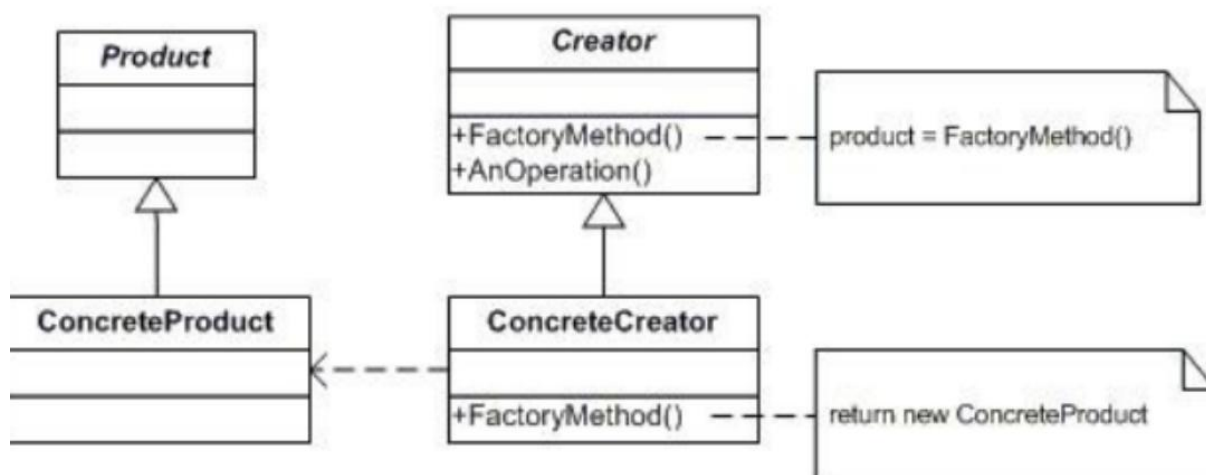 Product
Creator
+FactoryMethod()
+AnOperation()
product = FactoryMethod()
ConcreteProduct
ConcreteCreator
+FactoryMethod()
return new ConcreteProduct